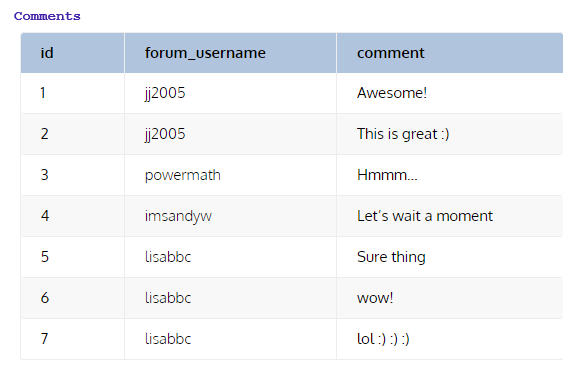 Comments
id forum_username comment
1 jj2005 Awesome!
2 jj2005 This is great :)
3 powermath Hmmm...
4 imsandyw Let’s wait a moment
5 lisabbc Sure thing
6 lisabbc wow!
7 lisabbc lol :) :) :)